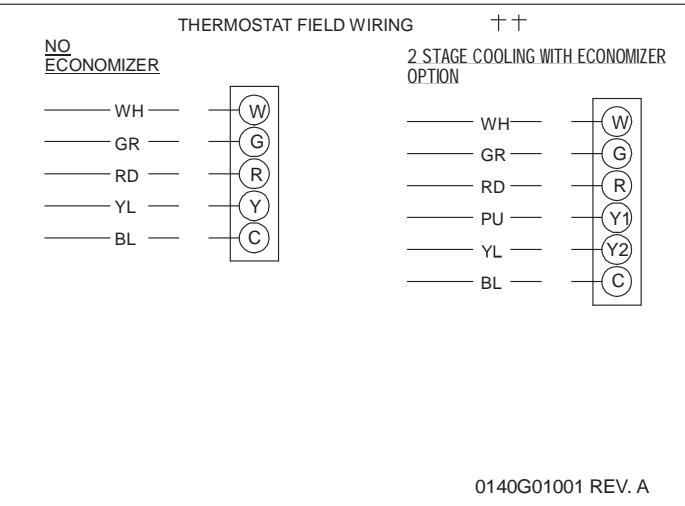 THERMOSTAT FIELD WIRING ††
NO
ECONOMIZER
WH W
GR G
RD R
YL Y
BL C
2 STAGE COOLING WITH ECONOMIZER
OPTION
WH W
GR G
RD R
PU Y1
YL Y2
BL C
0140G01001 REV. A